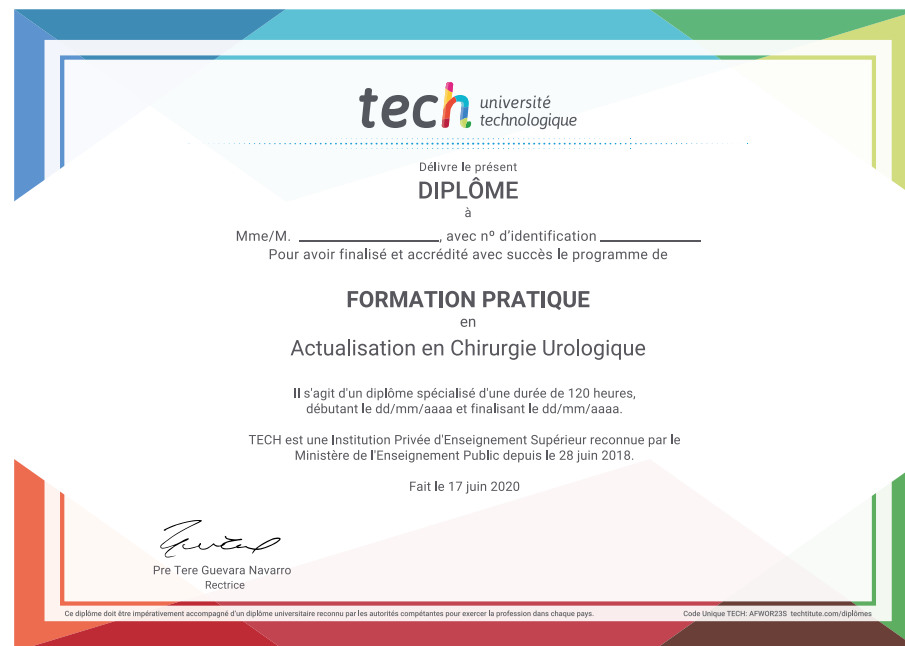 tech université
technologique
Délivre le présent
DIPLÔME
à
Mme/M. ____________________, avec nº d'identification ______________
Pour avoir finalisé et accrédité avec succès le programme de
FORMATION PRATIQUE
en
Actualisation en Chirurgie Urologique
Il s'agit d'un diplôme spécialisé d'une durée de 120 heures,
débutant le dd/mm/aaaa et finalisant le dd/mm/aaaa.
TECH est une Institution Privée d'Enseignement Supérieur reconnue par le
Ministère de l'Enseignement Public depuis le 28 juin 2018.
Fait le 17 juin 2020
Pre Tere Guevara Navarro
Rectrice
Ce diplôme doit être impérativement accompagné d'un diplôme universitaire reconnu par les autorités compétantes pour exercer la profession dans chaque pays.
Code Unique TECH: AFWOR23S techtitute.com/diplômes